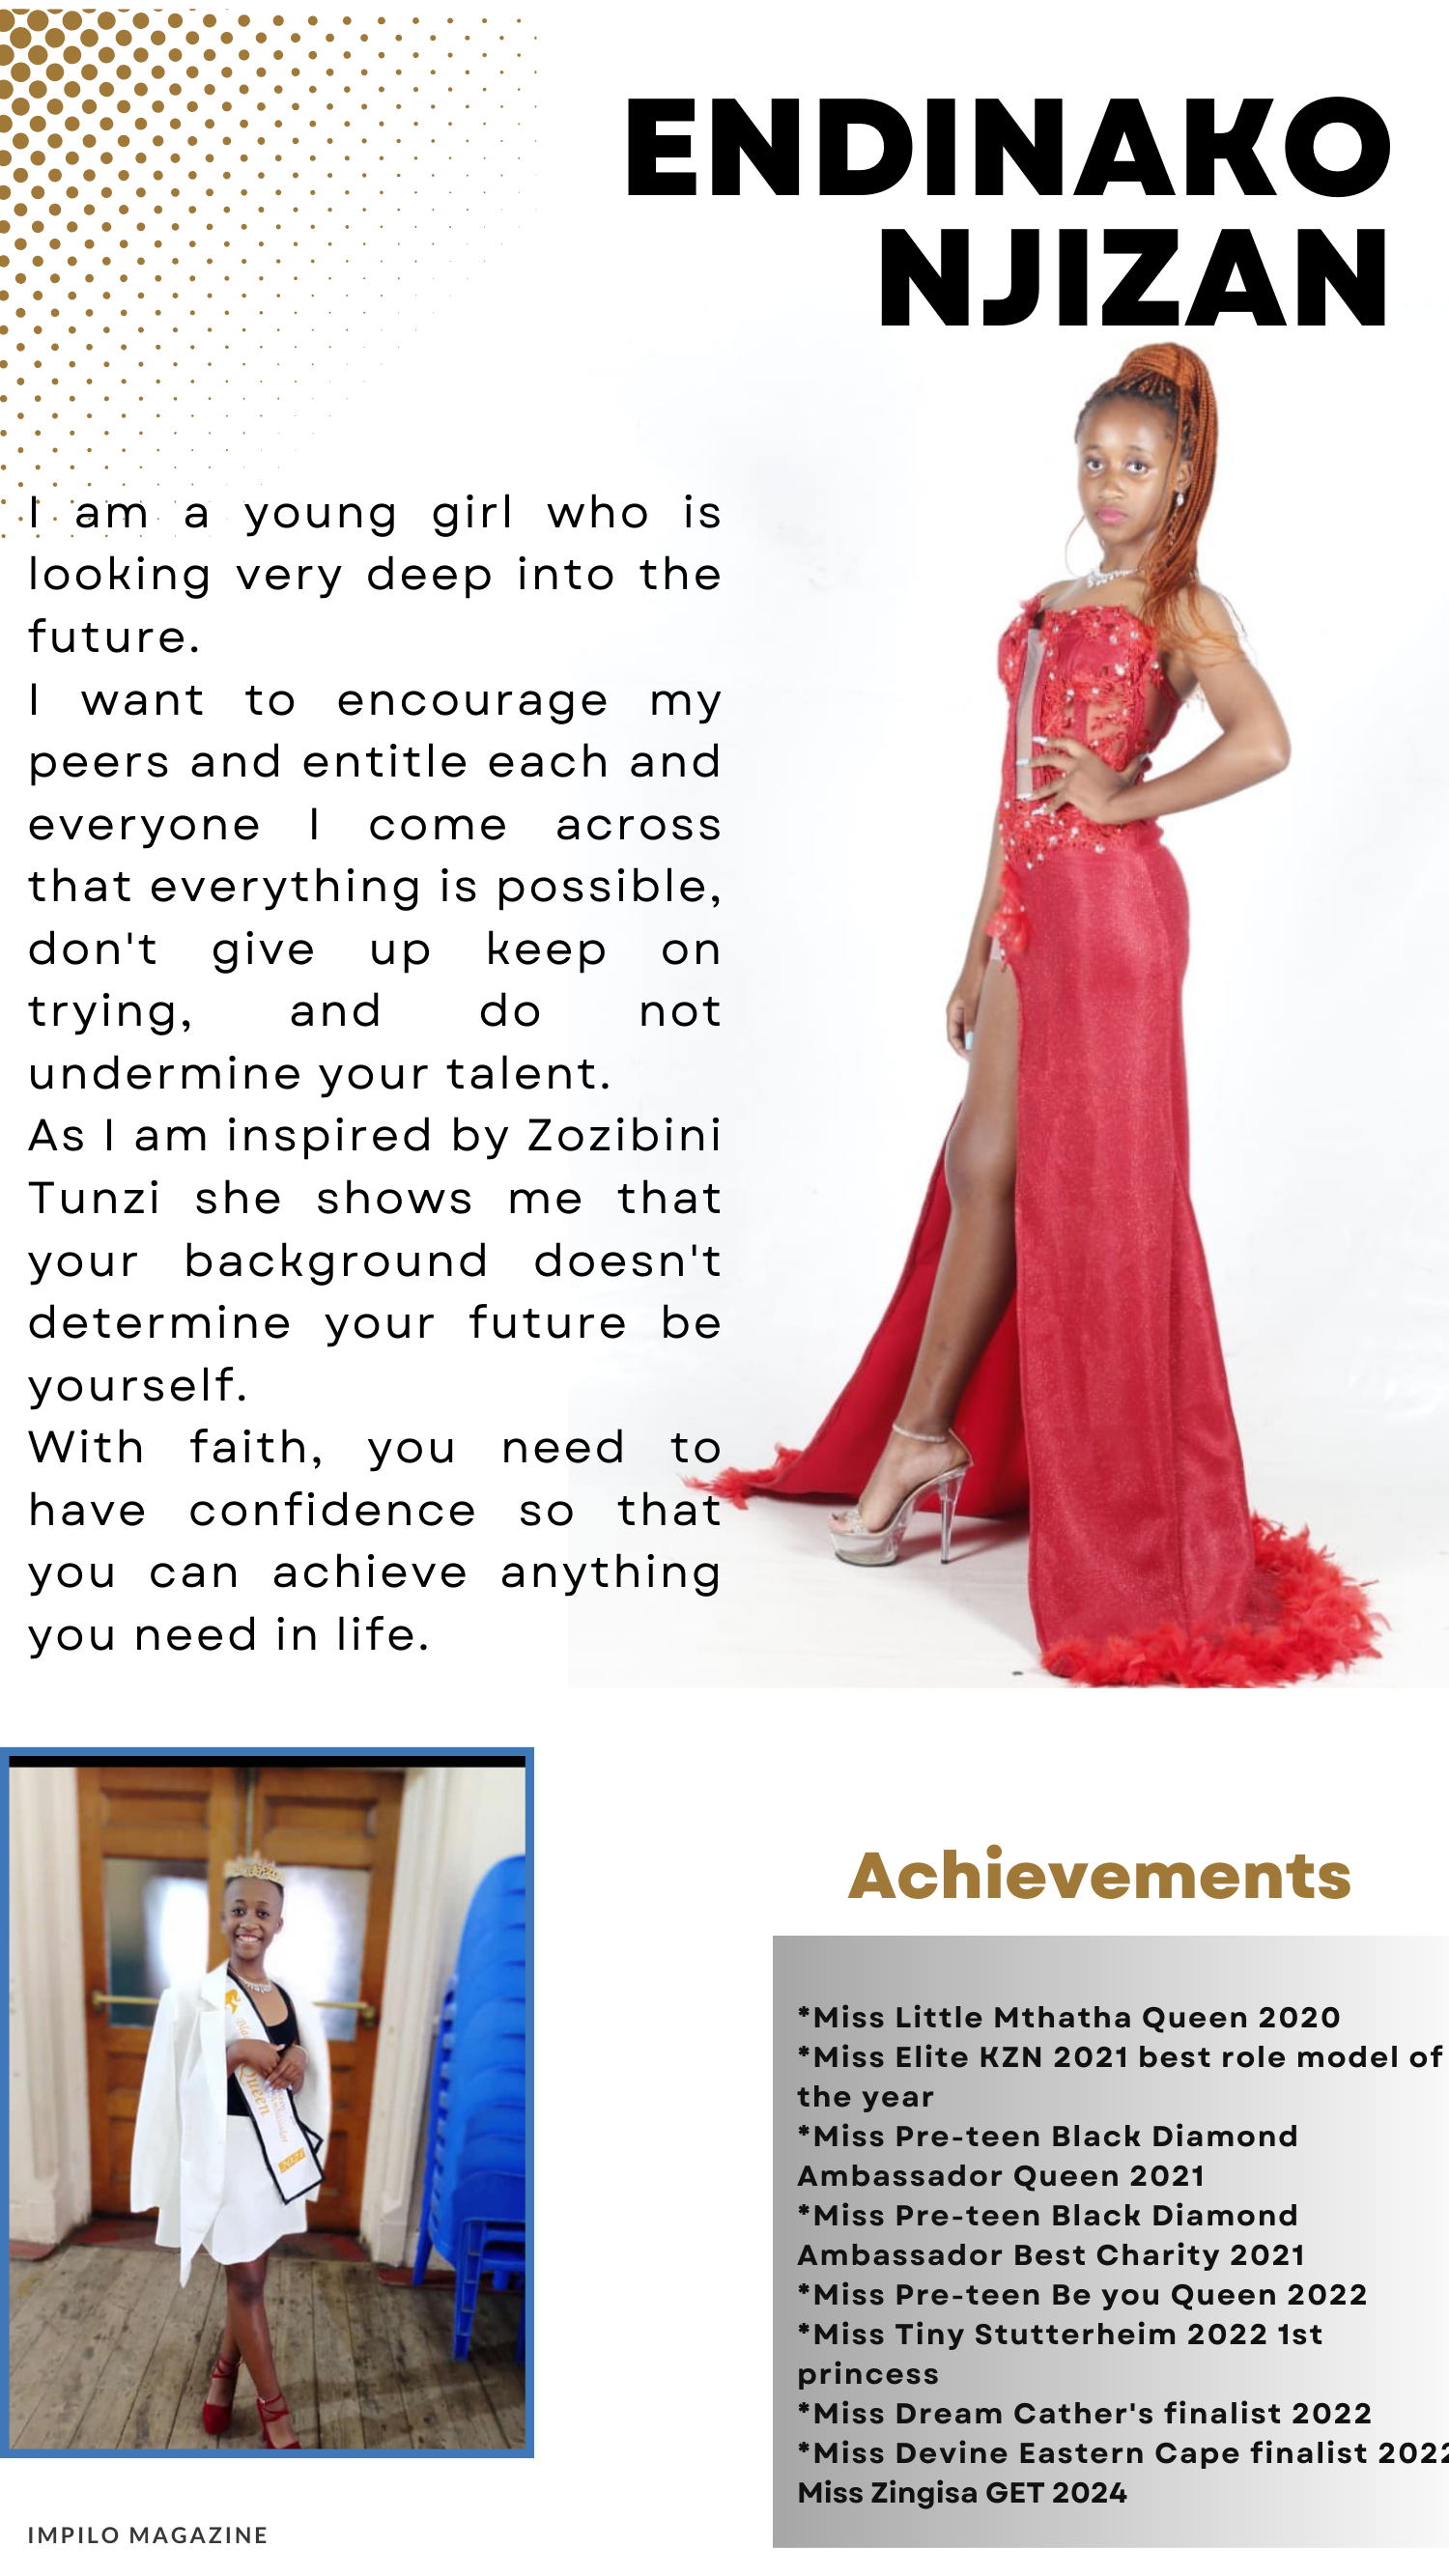 ENDINAKO
NJIZAN
I am a young girl who is
looking very deep into the
future.
I want to encourage my
peers and entitle each and
everyone I come across
that everything is possible,
don't give up keep on
trying, and do not
undermine your talent.
As I am inspired by Zozibini
Tunzi she shows me that
your background doesn't
determine your future be
yourself.
With faith, you need to
have confidence so that
you can achieve anything
you need in life.
Queen
2021
Achievements
*Miss Little Mthatha Queen 2020
*Miss Elite KZN 2021 best role model of
the year
*Miss Pre-teen Black Diamond
Ambassador Queen 2021
*Miss Pre-teen Black Diamond
Ambassador Best Charity 2021
*Miss Pre-teen Be you Queen 2022
*Miss Tiny Stutterheim 2022 1st
princess
*Miss Dream Cather's finalist 2022
*Miss Devine Eastern Cape finalist 2022
Miss Zingisa GET 2024
IMPILO MAGAZINE